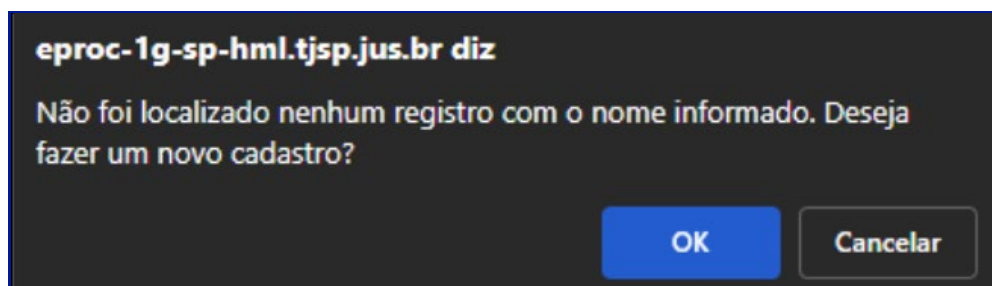 eproc-1g-sp-hml.tjsp.jus.br diz
Não foi localizado nenhum registro com o nome informado. Deseja
fazer um novo cadastro?
OK Cancelar